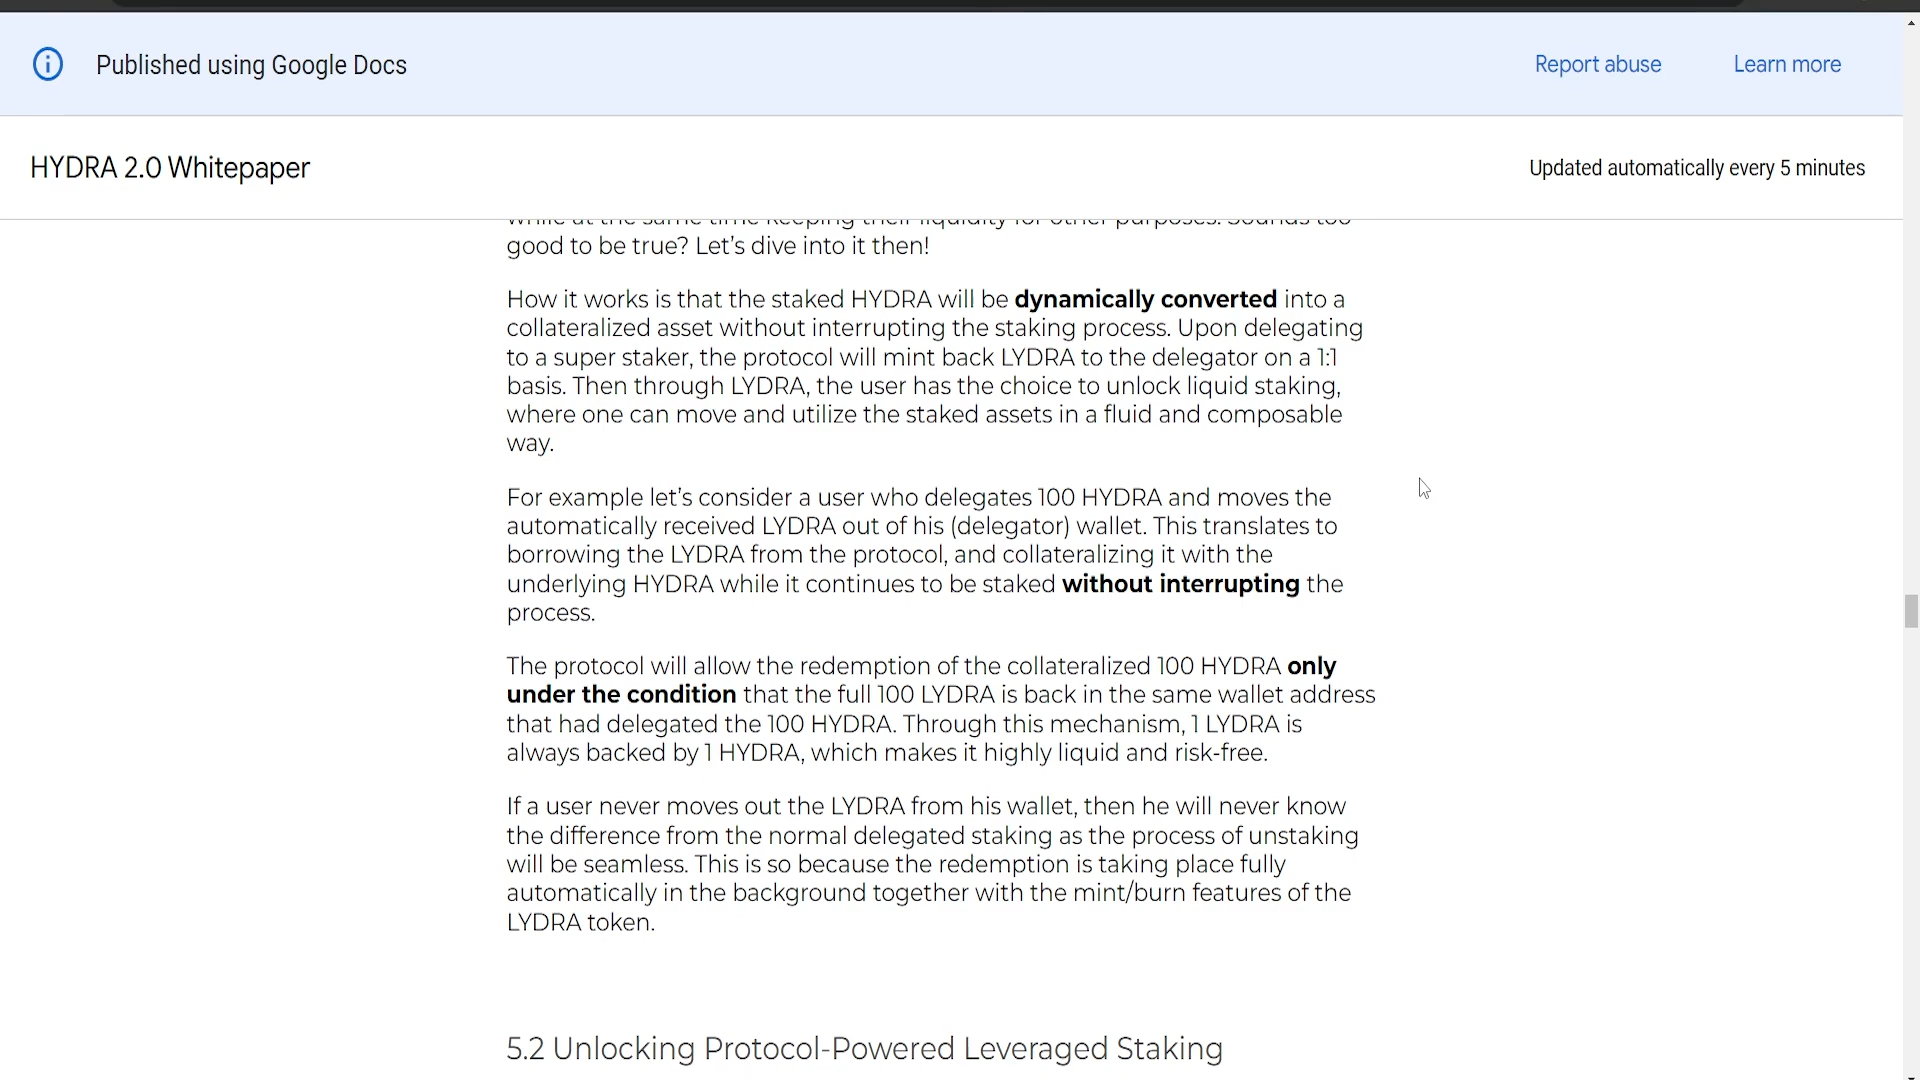 Published using Google Docs
Report abuse
Learn more
HYDRA 2.0 Whitepaper
Updated automatically every 5 minutes
while at the same time keeping their liquidity for other purposes. Sounds too
good to be true? Let's dive into it then!
How it works is that the staked HYDRA will be dynamically converted into a
collateralized asset without interrupting the staking process. Upon delegating
to a super staker, the protocol will mint back LYDRA to the delegator on a 1:1
basis. Then through LYDRA, the user has the choice to unlock liquid staking,
where one can move and utilize the staked assets in a fluid and composable
way.
For example let's consider a user who delegates 100 HYDRA and moves the
automatically received LYDRA out of his (delegator) wallet. This translates to
borrowing the LYDRA from the protocol, and collateralizing it with the
underlying HYDRA while it continues to be staked without interrupting the
process.
The protocol will allow the redemption of the collateralized 100 HYDRA only
under the condition that the full 100 LYDRA is back in the same wallet address
that had delegated the 100 HYDRA. Through this mechanism, 1 LYDRA is
always backed by 1 HYDRA, which makes it highly liquid and risk-free.
If a user never moves out the LYDRA from his wallet, then he will never know
the difference from the normal delegated staking as the process of unstaking
will be seamless. This is so because the redemption is taking place fully
automatically in the background together with the mint/burn features of the
LYDRA token.
5.2 Unlocking Protocol-Powered Leveraged Staking